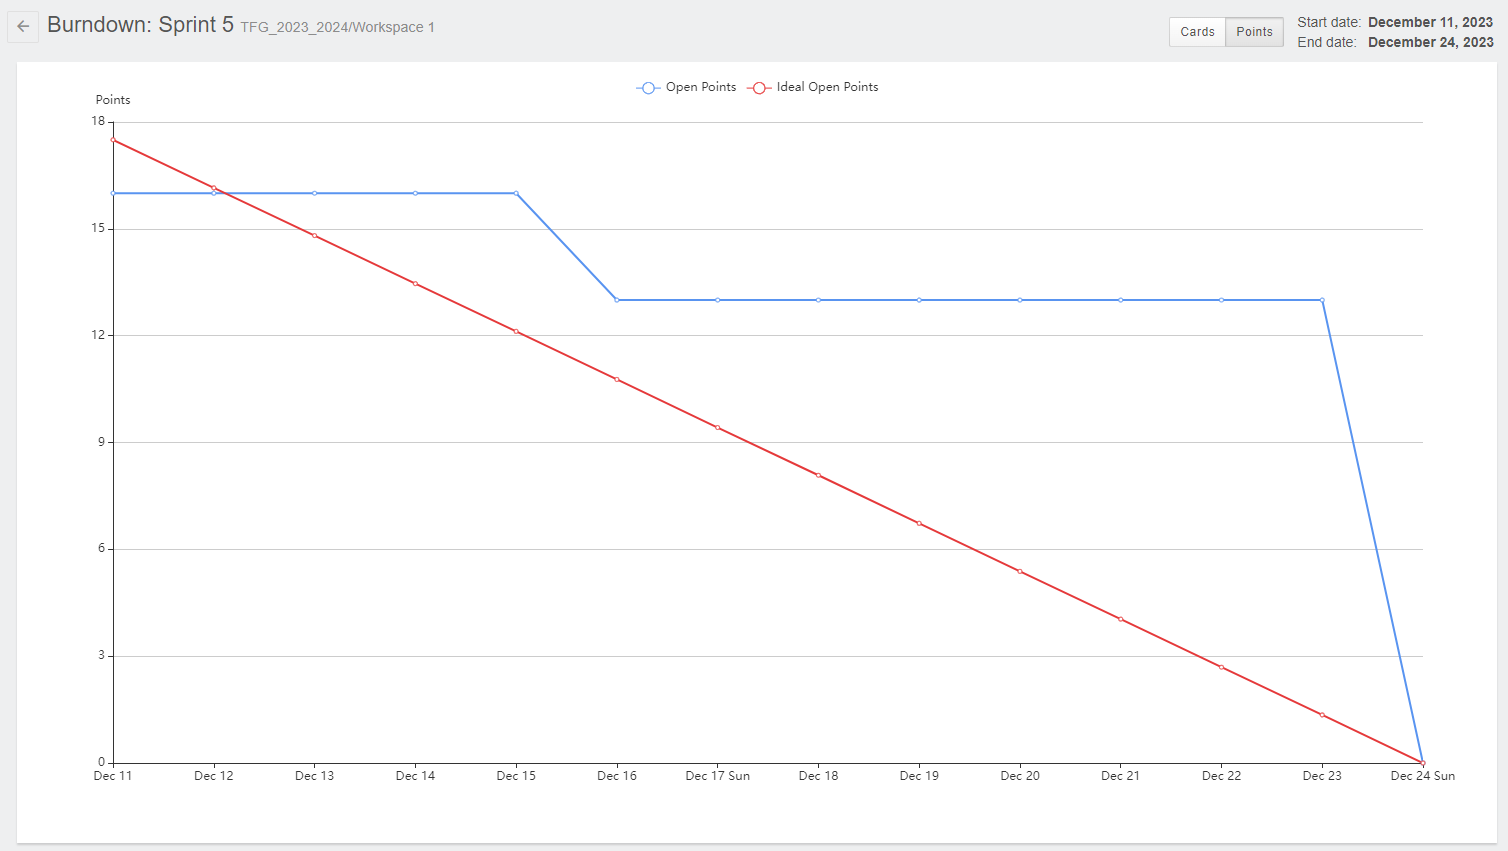 Burndown: Sprint 5 TFG_2023_2024/Workspace 1
Cards Points
Start date: December 11, 2023
End date: December 24, 2023
Open Points Ideal Open Points
Points
18
15
12
9
6
3
0
Dec 11 Dec 12 Dec 13 Dec 14 Dec 15 Dec 16 Dec 17 Sun Dec 18 Dec 19 Dec 20 Dec 21 Dec 22 Dec 23 Dec 24 Sun